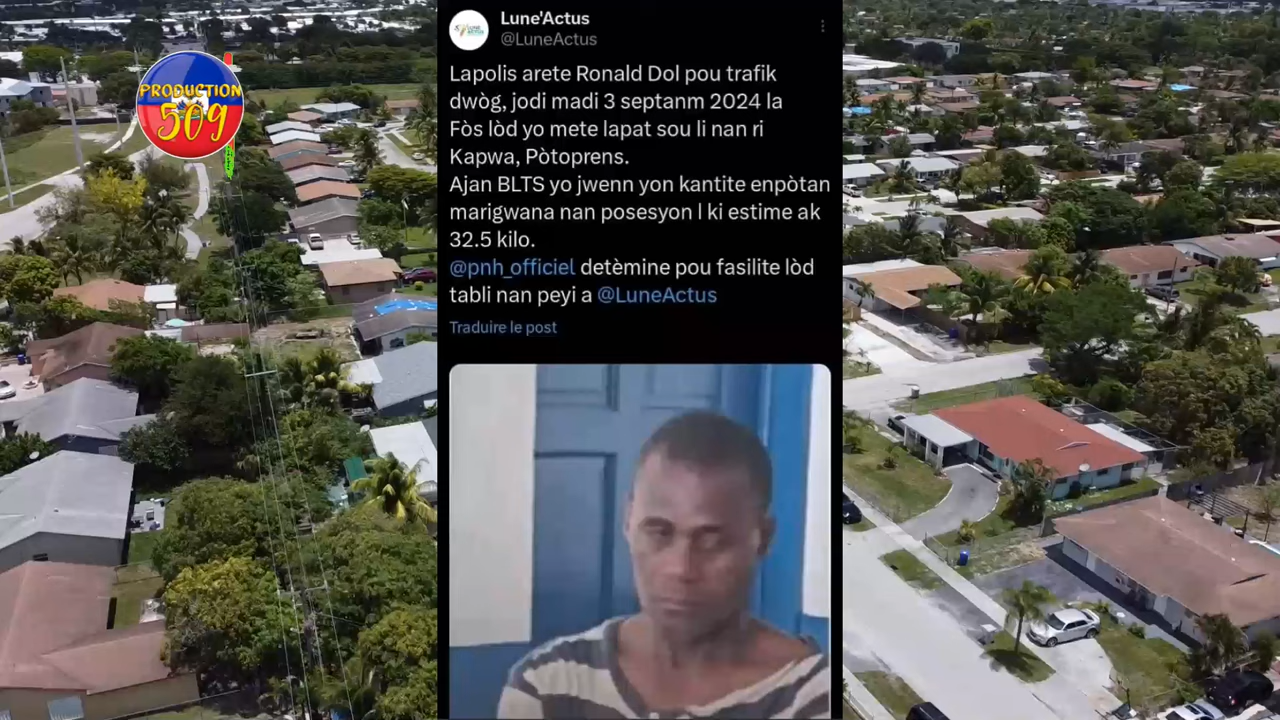 PRODUCTION
509
Lune'Actus
@LuneActus
Lapolis arete Ronald Dol pou trafik
dwòg, jodi madi 3 septanm 2024 la
Fòs lòd yo mete lapat sou li nan ri
Kapwa, Pòtoprens.
Ajan BLTS yo jwenn yon kantite enpòtan
marigwana nan posesyon l ki estime ak
32.5 kilo.
@pnh_officiel detèmine pou fasilite lòd
tabli nan peyi a @LuneActus
Traduire le post